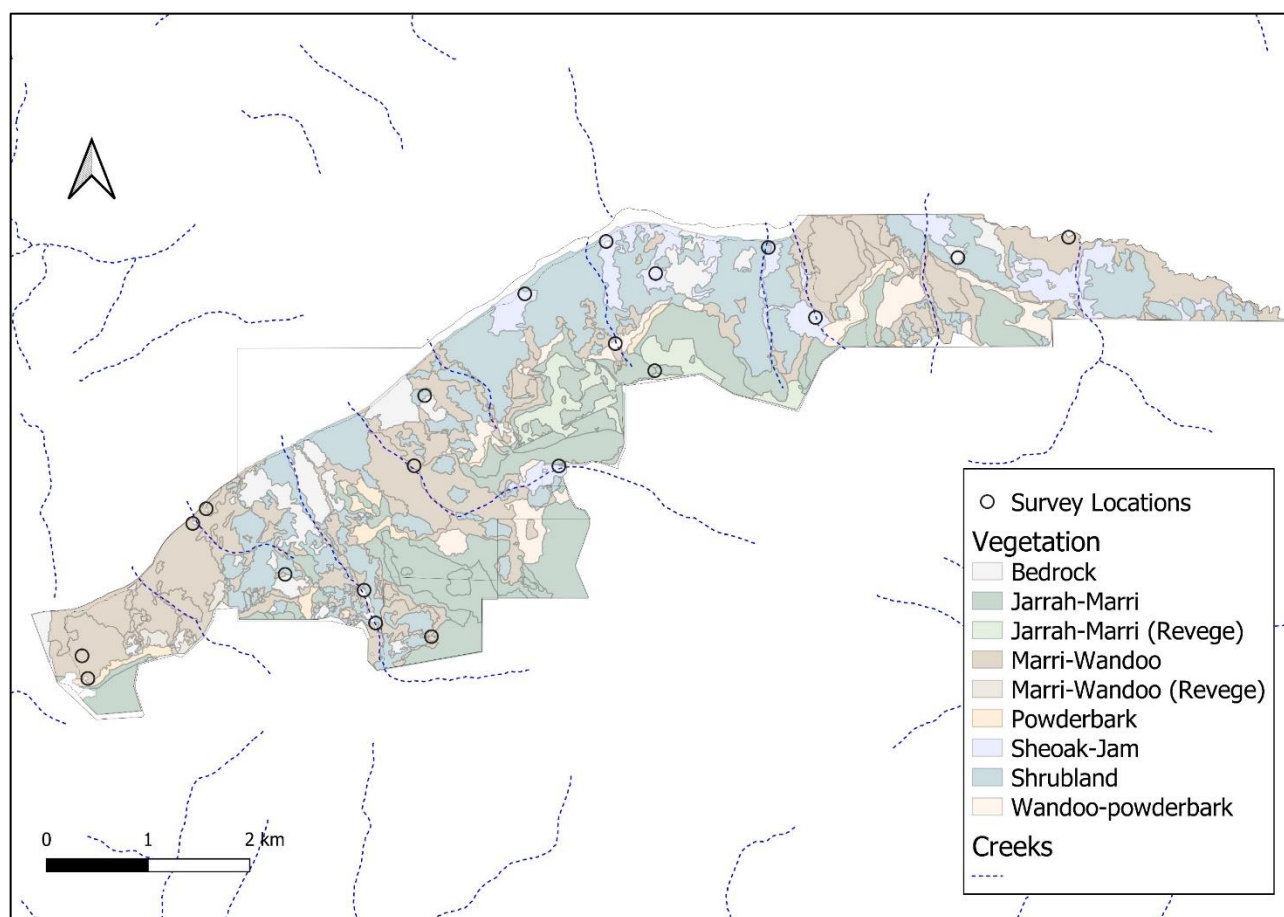 Survey Locations
Vegetation
Bedrock
Jarrah-Marri
Jarrah-Marri (Revege)
Marri-Wandoo
Marri-Wandoo (Revege)
Powderbark
Sheoak-Jam
Shrubland
Wandoo-powderbark
Creeks
0 1 2 km